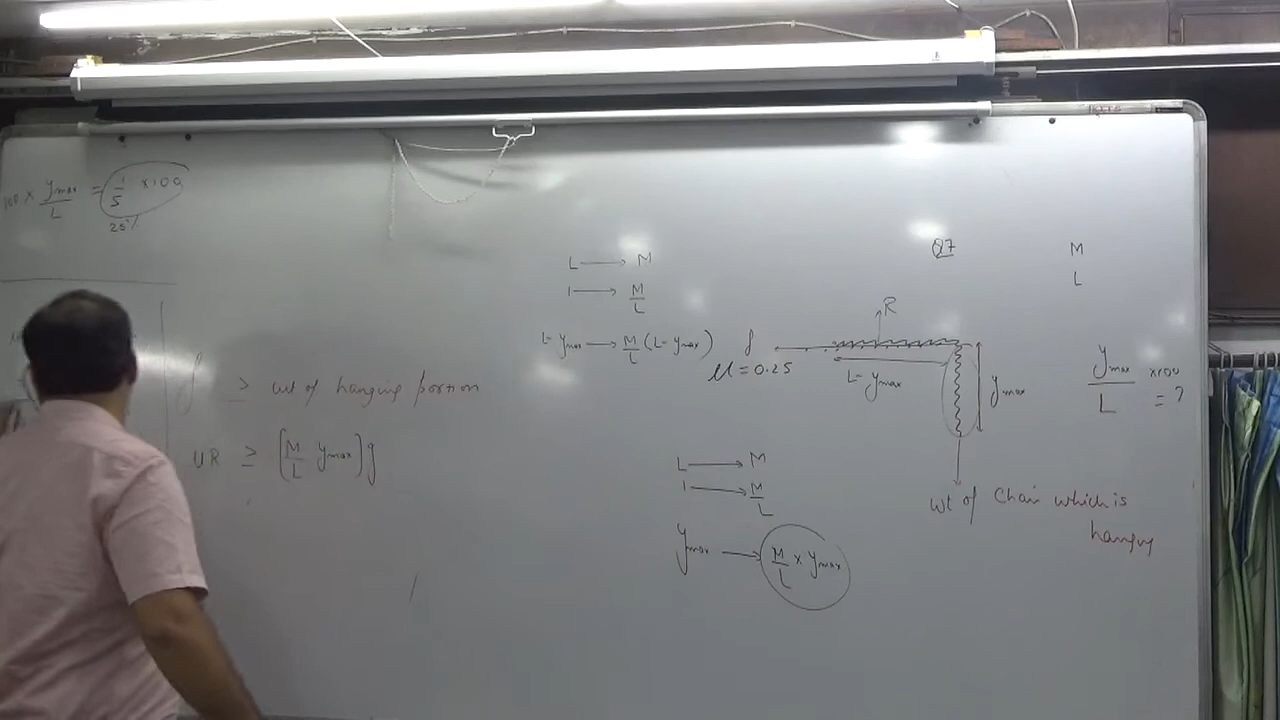 100 × ymax/L = 1/5 × 100
25%
f ≥ wt of hanging portion
μR ≥ [M/L ymax]g
L → M
1 → M/L
L- ymax → M/L (L- ymax)
Q7
M
L
R
f
μ = 0.25
L- ymax
ymax
ymax/L ×100 = ?
L → M
1 → M/L
ymax → M/L × ymax
wt of Chain which is
hanging